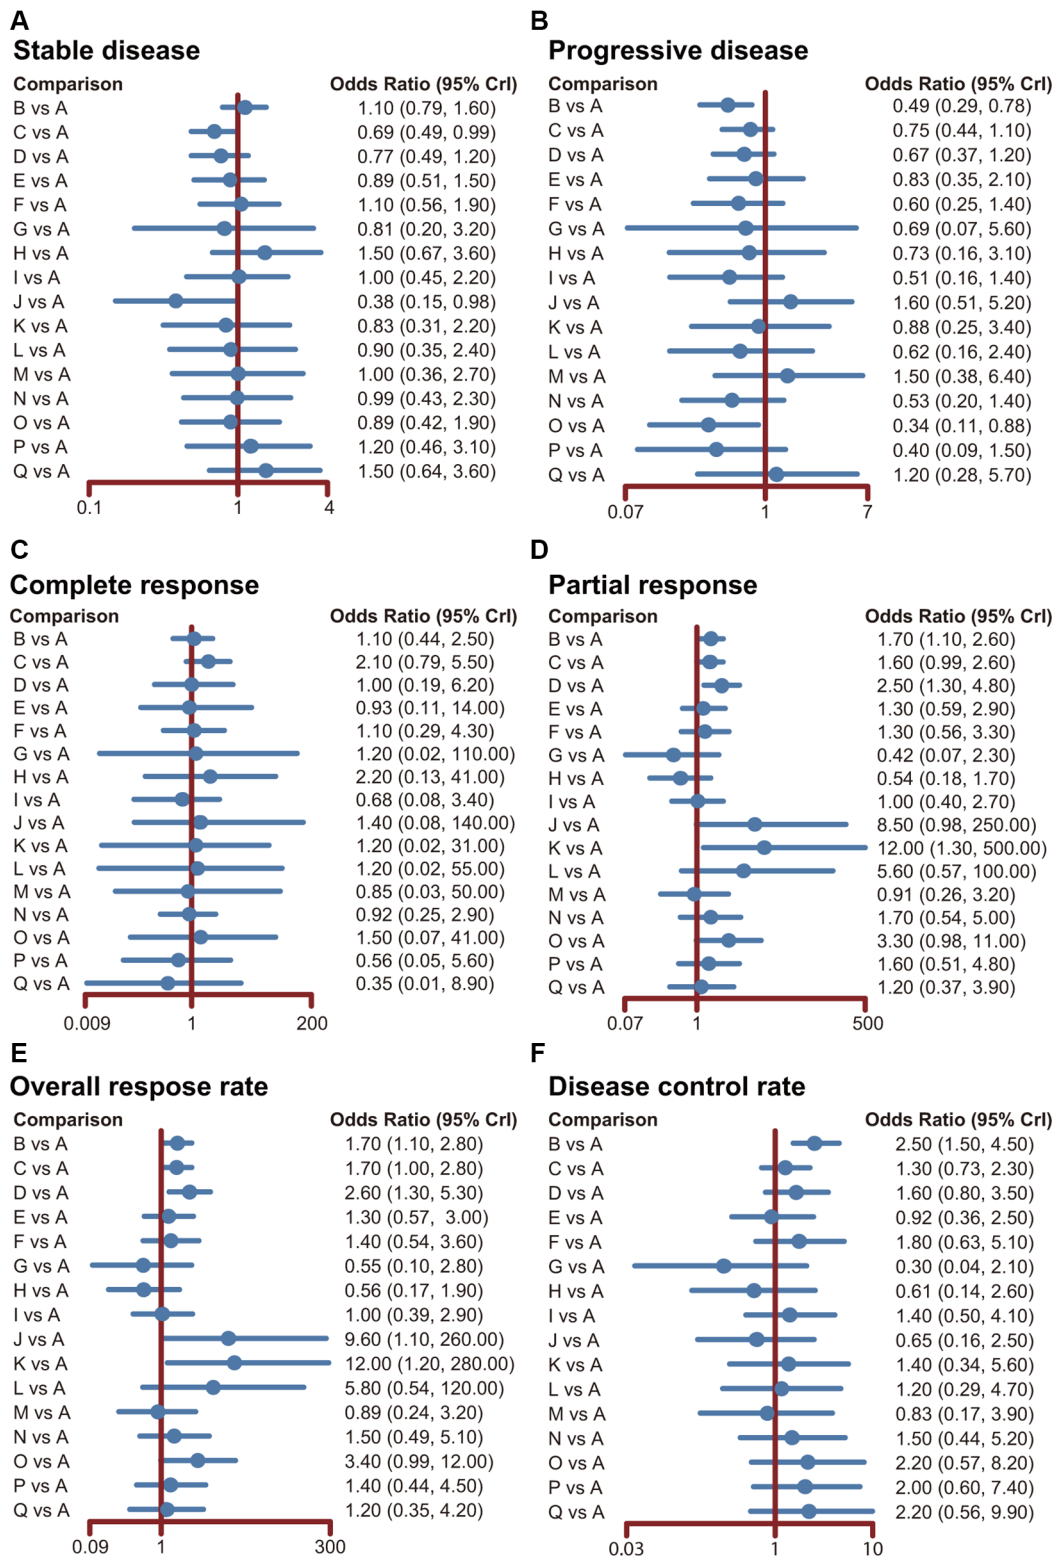 A
Stable disease
Comparison Odds Ratio (95% CrI)
B vs A 1.10 (0.79, 1.60)
C vs A 0.69 (0.49, 0.99)
D vs A 0.77 (0.49, 1.20)
E vs A 0.89 (0.51, 1.50)
F vs A 1.10 (0.56, 1.90)
G vs A 0.81 (0.20, 3.20)
H vs A 1.50 (0.67, 3.60)
I vs A 1.00 (0.45, 2.20)
J vs A 0.38 (0.15, 0.98)
K vs A 0.83 (0.31, 2.20)
L vs A 0.90 (0.35, 2.40)
M vs A 1.00 (0.36, 2.70)
N vs A 0.99 (0.43, 2.30)
O vs A 0.89 (0.42, 1.90)
P vs A 1.20 (0.46, 3.10)
Q vs A 1.50 (0.64, 3.60)
0.1 1 4
B
Progressive disease
Comparison Odds Ratio (95% CrI)
B vs A 0.49 (0.29, 0.78)
C vs A 0.75 (0.44, 1.10)
D vs A 0.67 (0.37, 1.20)
E vs A 0.83 (0.35, 2.10)
F vs A 0.60 (0.25, 1.40)
G vs A 0.69 (0.07, 5.60)
H vs A 0.73 (0.16, 3.10)
I vs A 0.51 (0.16, 1.40)
J vs A 1.60 (0.51, 5.20)
K vs A 0.88 (0.25, 3.40)
L vs A 0.62 (0.16, 2.40)
M vs A 1.50 (0.38, 6.40)
N vs A 0.53 (0.20, 1.40)
O vs A 0.34 (0.11, 0.88)
P vs A 0.40 (0.09, 1.50)
Q vs A 1.20 (0.28, 5.70)
0.07 1 7
C
Complete response
Comparison Odds Ratio (95% CrI)
B vs A 1.10 (0.44, 2.50)
C vs A 2.10 (0.79, 5.50)
D vs A 1.00 (0.19, 6.20)
E vs A 0.93 (0.11, 14.00)
F vs A 1.10 (0.29, 4.30)
G vs A 1.20 (0.02, 110.00)
H vs A 2.20 (0.13, 41.00)
I vs A 0.68 (0.08, 3.40)
J vs A 1.40 (0.08, 140.00)
K vs A 1.20 (0.02, 31.00)
L vs A 1.20 (0.02, 55.00)
M vs A 0.85 (0.03, 50.00)
N vs A 0.92 (0.25, 2.90)
O vs A 1.50 (0.07, 41.00)
P vs A 0.56 (0.05, 5.60)
Q vs A 0.35 (0.01, 8.90)
0.009 1 200
D
Partial response
Comparison Odds Ratio (95% CrI)
B vs A 1.70 (1.10, 2.60)
C vs A 1.60 (0.99, 2.60)
D vs A 2.50 (1.30, 4.80)
E vs A 1.30 (0.59, 2.90)
F vs A 1.30 (0.56, 3.30)
G vs A 0.42 (0.07, 2.30)
H vs A 0.54 (0.18, 1.70)
I vs A 1.00 (0.40, 2.70)
J vs A 8.50 (0.98, 250.00)
K vs A 12.00 (1.30, 500.00)
L vs A 5.60 (0.57, 100.00)
M vs A 0.91 (0.26, 3.20)
N vs A 1.70 (0.54, 5.00)
O vs A 3.30 (0.98, 11.00)
P vs A 1.60 (0.51, 4.80)
Q vs A 1.20 (0.37, 3.90)
0.07 1 500
E
Overall respose rate
Comparison Odds Ratio (95% CrI)
B vs A 1.70 (1.10, 2.80)
C vs A 1.70 (1.00, 2.80)
D vs A 2.60 (1.30, 5.30)
E vs A 1.30 (0.57, 3.00)
F vs A 1.40 (0.54, 3.60)
G vs A 0.55 (0.10, 2.80)
H vs A 0.56 (0.17, 1.90)
I vs A 1.00 (0.39, 2.90)
J vs A 9.60 (1.10, 260.00)
K vs A 12.00 (1.20, 280.00)
L vs A 5.80 (0.54, 120.00)
M vs A 0.89 (0.24, 3.20)
N vs A 1.50 (0.49, 5.10)
O vs A 3.40 (0.99, 12.00)
P vs A 1.40 (0.44, 4.50)
Q vs A 1.20 (0.35, 4.20)
0.09 1 300
F
Disease control rate
Comparison Odds Ratio (95% CrI)
B vs A 2.50 (1.50, 4.50)
C vs A 1.30 (0.73, 2.30)
D vs A 1.60 (0.80, 3.50)
E vs A 0.92 (0.36, 2.50)
F vs A 1.80 (0.63, 5.10)
G vs A 0.30 (0.04, 2.10)
H vs A 0.61 (0.14, 2.60)
I vs A 1.40 (0.50, 4.10)
J vs A 0.65 (0.16, 2.50)
K vs A 1.40 (0.34, 5.60)
L vs A 1.20 (0.29, 4.70)
M vs A 0.83 (0.17, 3.90)
N vs A 1.50 (0.44, 5.20)
O vs A 2.20 (0.57, 8.20)
P vs A 2.00 (0.60, 7.40)
Q vs A 2.20 (0.56, 9.90)
0.03 1 10